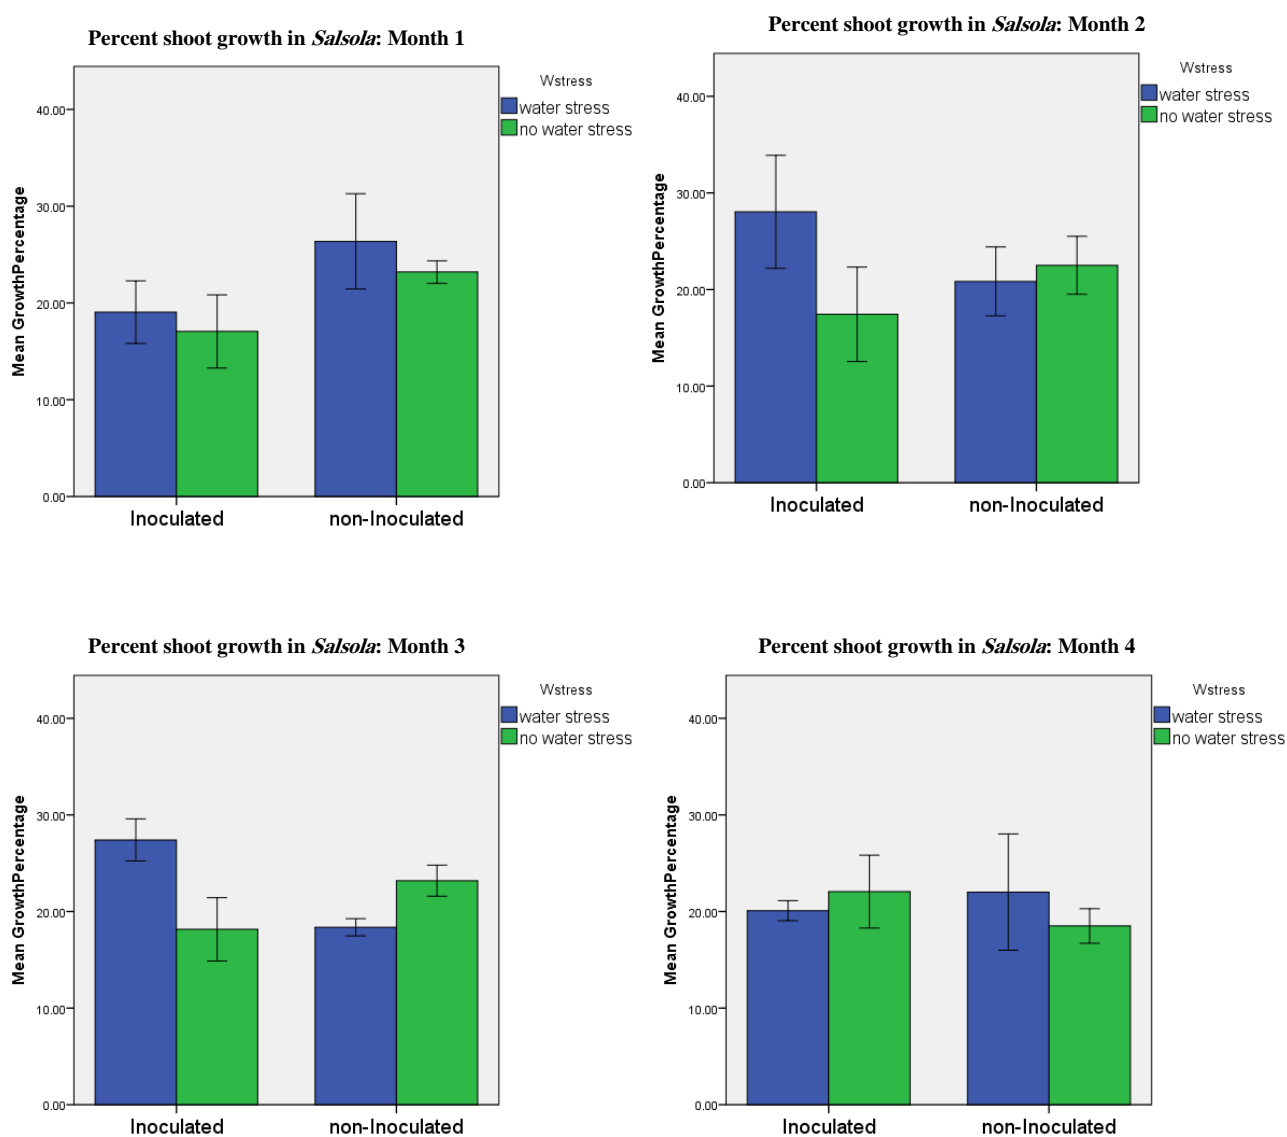 Percent shoot growth in Salsola: Month 1
Wstress
water stress
no water stress
Mean GrowthPercentage
40.00
30.00
20.00
10.00
0.00
Inoculated non-Inoculated
Percent shoot growth in Salsola: Month 2
Wstress
water stress
no water stress
Mean GrowthPercentage
40.00
30.00
20.00
10.00
0.00
Inoculated non-Inoculated
Percent shoot growth in Salsola: Month 3
Wstress
water stress
no water stress
Mean GrowthPercentage
40.00
30.00
20.00
10.00
0.00
Inoculated non-Inoculated
Percent shoot growth in Salsola: Month 4
Wstress
water stress
no water stress
Mean GrowthPercentage
40.00
30.00
20.00
10.00
0.00
Inoculated non-Inoculated